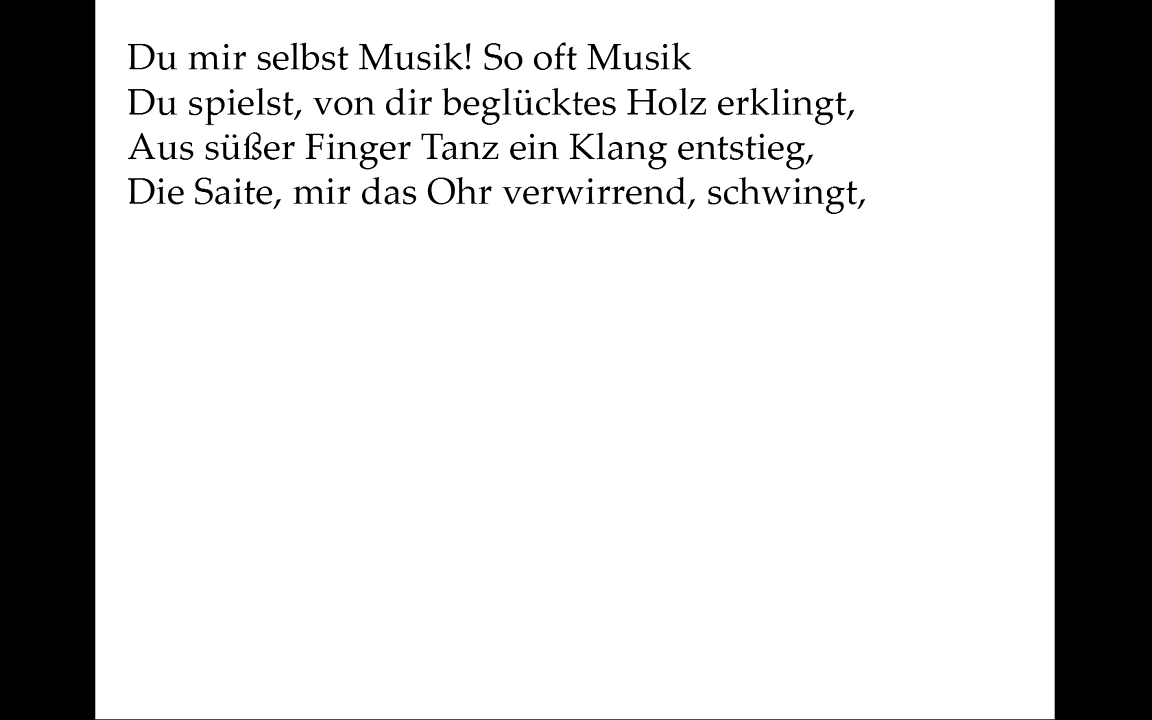 Du mir selbst Musik! So oft Musik
Du spielst, von dir beglücktes Holz erklingt,
Aus süßer Finger Tanz ein Klang entstieg,
Die Saite, mir das Ohr verwirrend, schwingt,